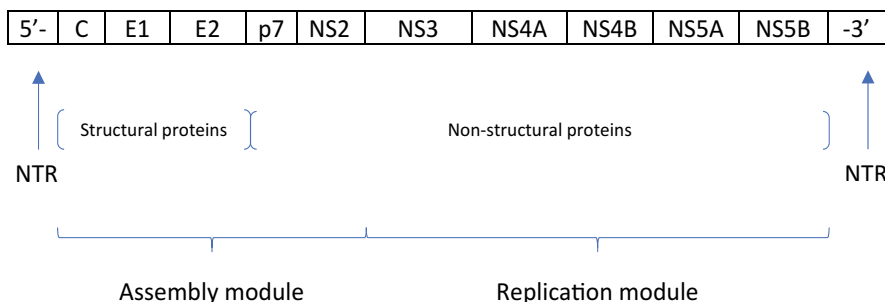 5’- C E1 E2 p7 NS2 NS3 NS4A NS4B NS5A NS5B -3’
Structural proteins Non-structural proteins
NTR NTR
Assembly module Replication module